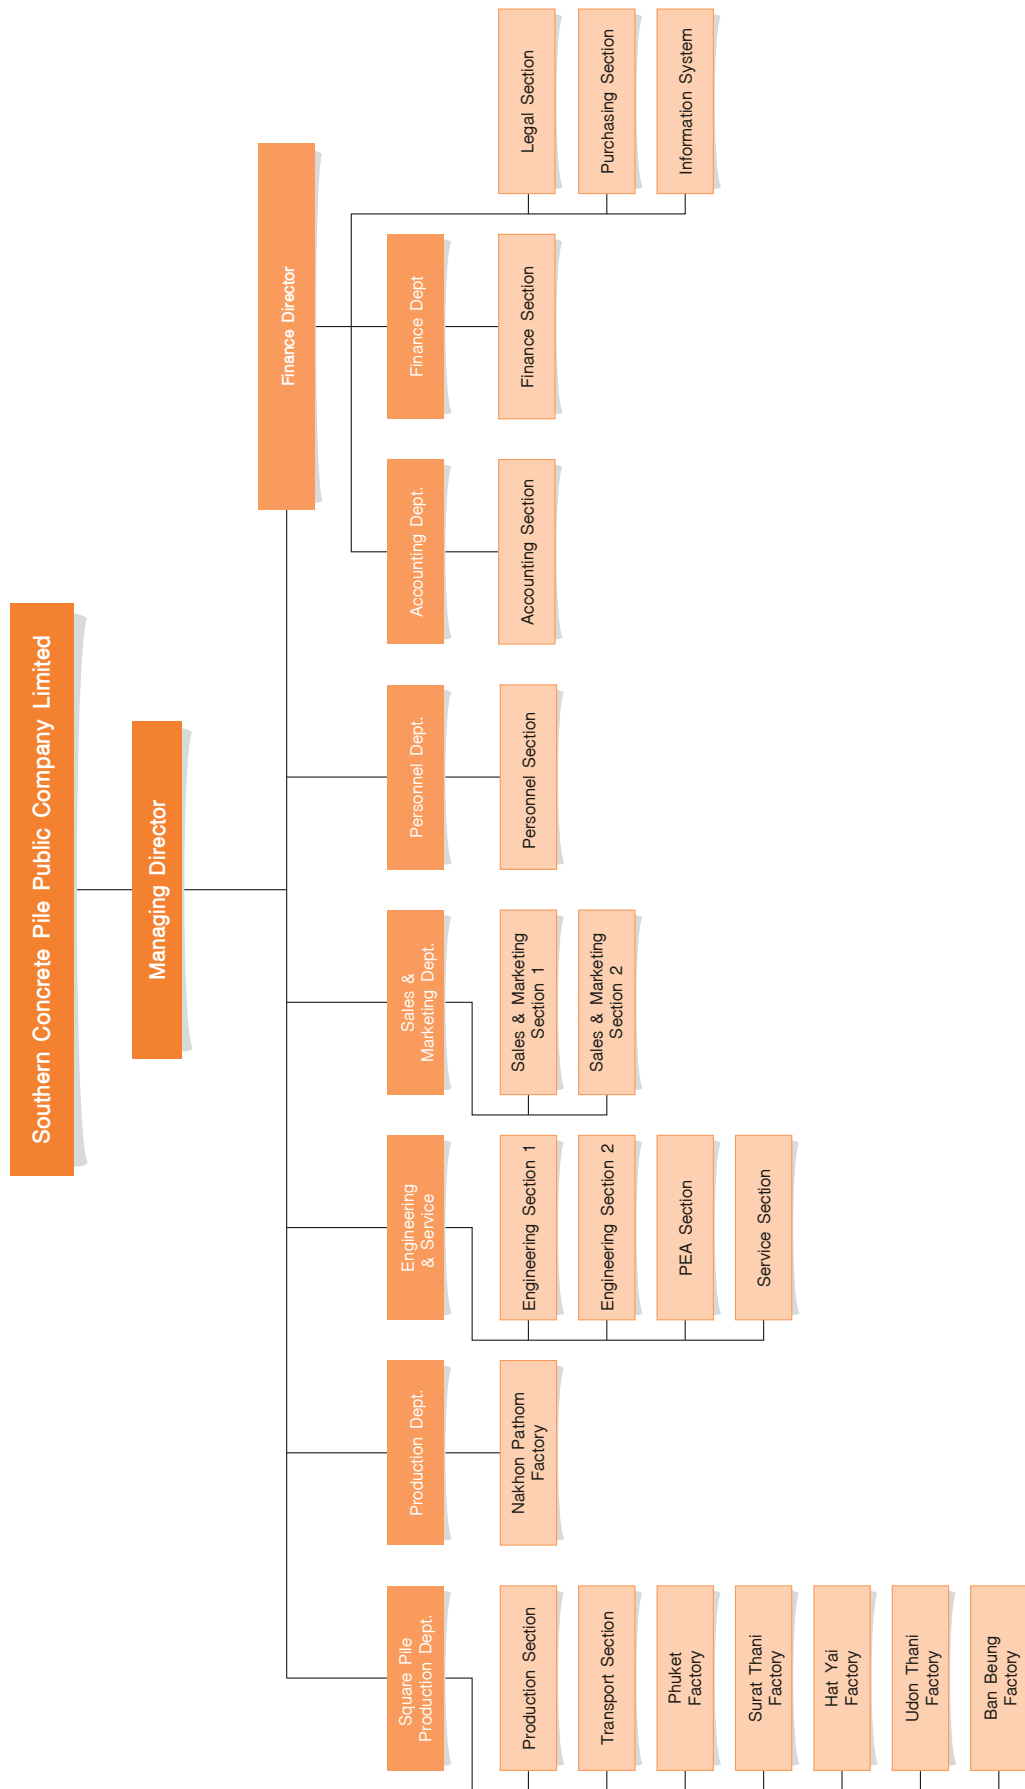 Southern Concrete Pile Public Company Limited
Managing Director
Finance Director
Square Pile
Production Dept.
Production Dept.
Engineering
& Service
Sales &
Marketing Dept.
Personnel Dept.
Accounting Dept.
Finance Dept
Production Section
Nakhon Pathom
Factory
Engineering Section 1
Sales & Marketing
Section 1
Personnel Section
Accounting Section
Finance Section
Legal Section
Transport Section
Engineering Section 2
Sales & Marketing
Section 2
Purchasing Section
Phuket
Factory
PEA Section
Information System
Surat Thani
Factory
Service Section
Hat Yai
Factory
Udon Thani
Factory
Ban Beung
Factory